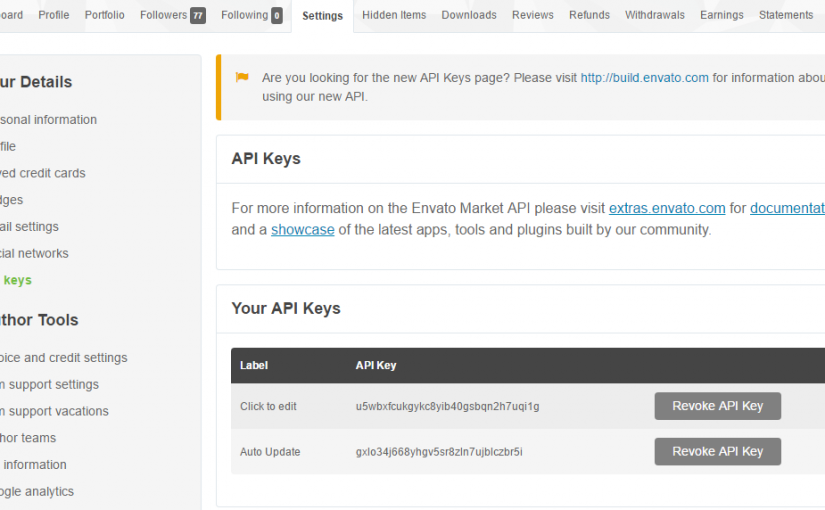 oard Profile Portfolio Followers 77 Following 0 Settings Hidden Items Downloads Reviews Refunds Withdrawals Earnings Statements
ur Details
sonal information
file
ved credit cards
dges
ail settings
cial networks
keys
thor Tools
oice and credit settings
m support settings
m support vacations
hor teams
information
ogle analytics
Are you looking for the new API Keys page? Please visit http://build.envato.com for information abou
using our new API.
API Keys
For more information on the Envato Market API please visit extras.envato.com for documentat
and a showcase of the latest apps, tools and plugins built by our community.
Your API Keys
Label API Key
Click to edit u5wbxfcukgykc8yib40gsbqn2h7uqi1g Revoke API Key
Auto Update gxlo34j668yhgv5sr8zln7ujblczbr5i Revoke API Key